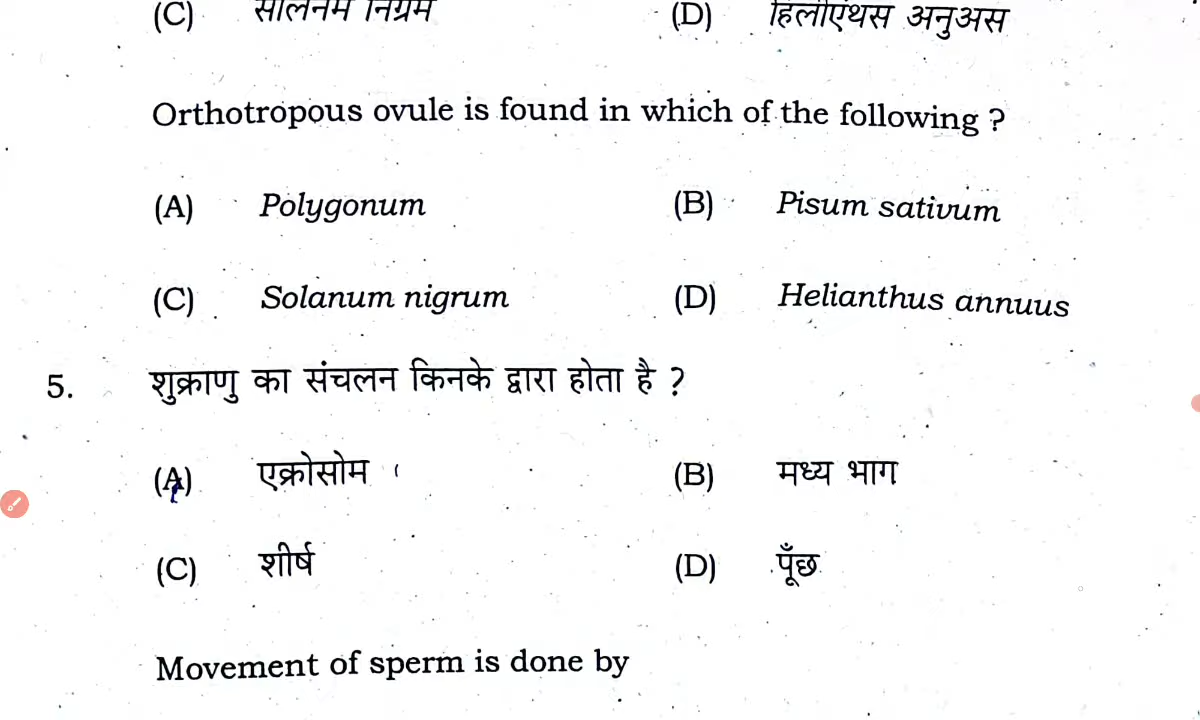 (C) सोलेनम निग्रम (D) हिलीएंथस अनुअस
Orthotropous ovule is found in which of the following ?
(A) Polygonum (B) Pisum sativum
(C) Solanum nigrum (D) Helianthus annuus
5. शुक्राणु का संचलन किनके द्वारा होता है ?
(A) एक्रोसोम (B) मध्य भाग
(C) शीर्ष (D) पूँछ
Movement of sperm is done by